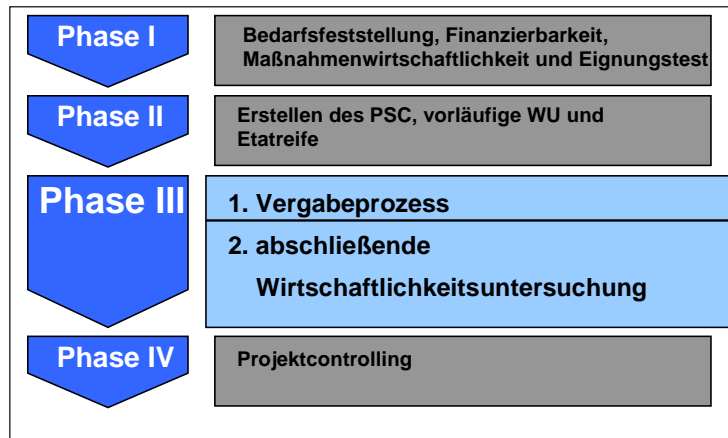 Phase I
Bedarfsfeststellung, Finanzierbarkeit,
Maßnahmenwirtschaftlichkeit und Eignungstest
Phase II
Erstellen des PSC, vorläufige WU und
Etatreife
Phase III
1. Vergabeprozess
2. abschließende
Wirtschaftlichkeitsuntersuchung
Phase IV
Projektcontrolling